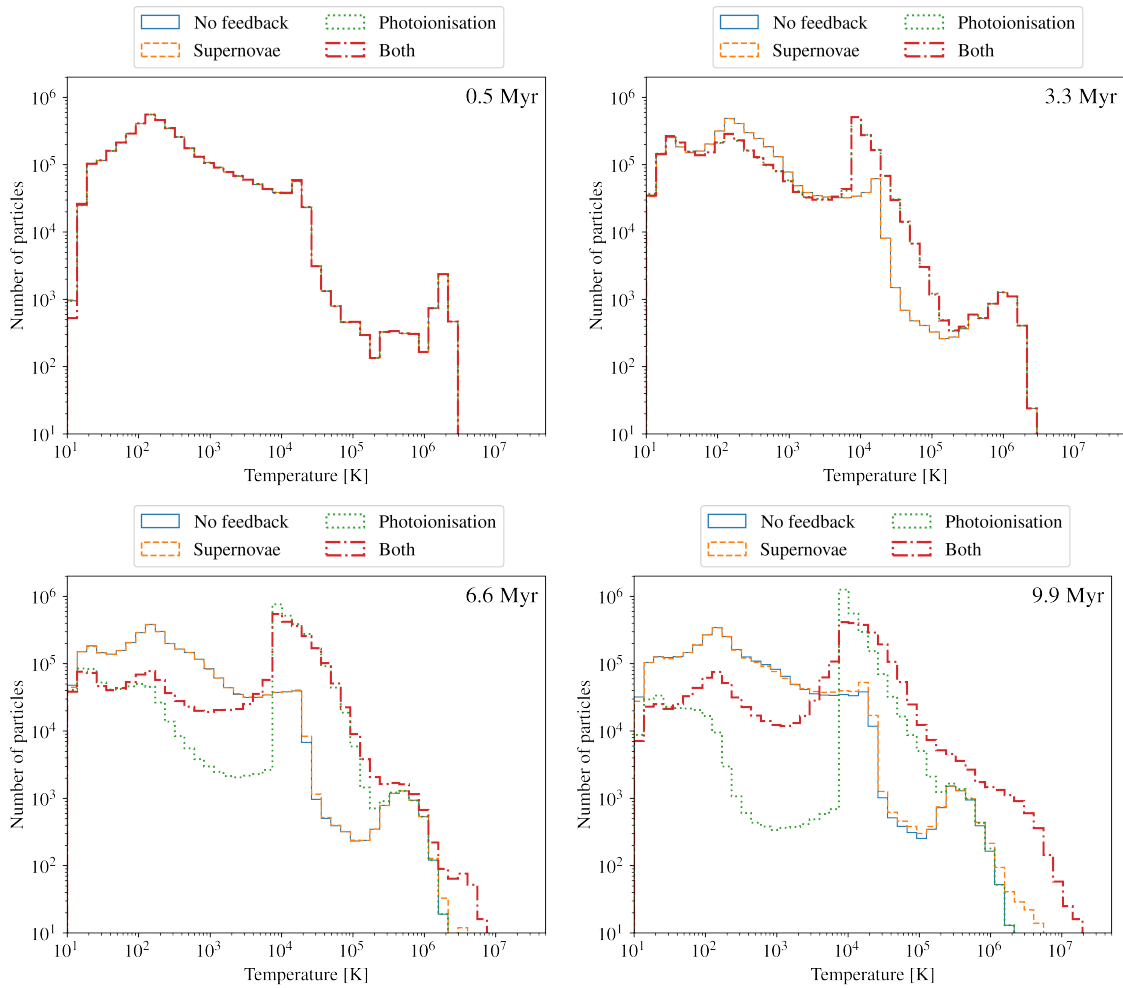 No feedback Photoionisation
Supernovae Both
0.5 Myr
10^6
10^5
10^4
10^3
10^2
10^1
Number of particles
10^1 10^2 10^3 10^4 10^5 10^6 10^7
Temperature [K]
No feedback Photoionisation
Supernovae Both
3.3 Myr
10^6
10^5
10^4
10^3
10^2
10^1
Number of particles
10^1 10^2 10^3 10^4 10^5 10^6 10^7
Temperature [K]
No feedback Photoionisation
Supernovae Both
6.6 Myr
10^6
10^5
10^4
10^3
10^2
10^1
Number of particles
10^1 10^2 10^3 10^4 10^5 10^6 10^7
Temperature [K]
No feedback Photoionisation
Supernovae Both
9.9 Myr
10^6
10^5
10^4
10^3
10^2
10^1
Number of particles
10^1 10^2 10^3 10^4 10^5 10^6 10^7
Temperature [K]